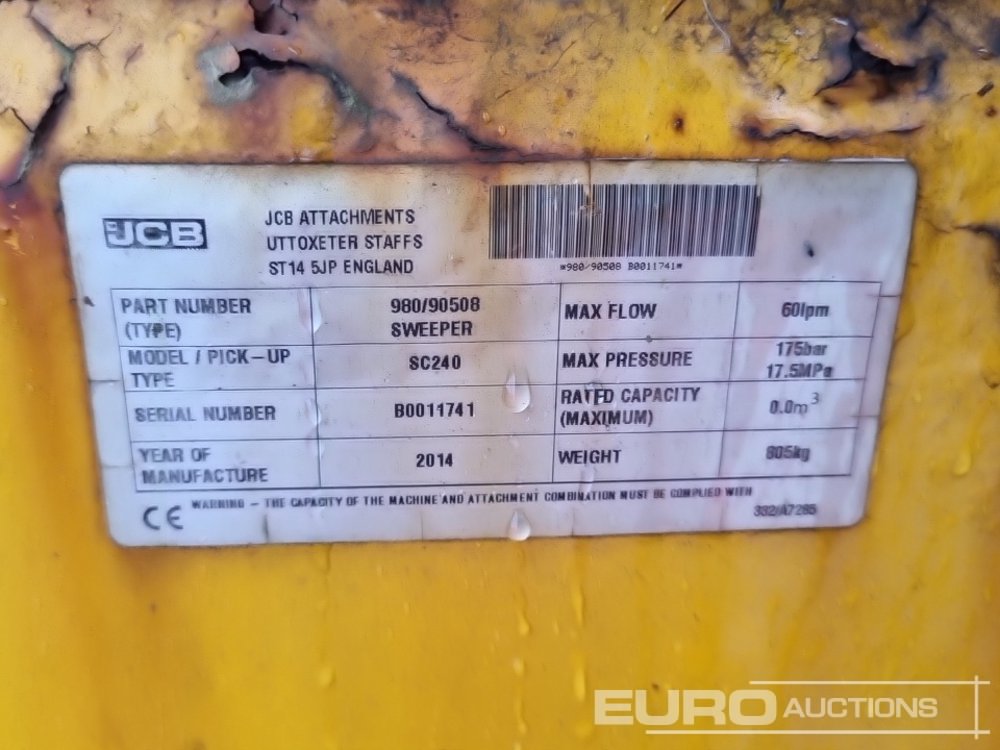 JCB
JCB ATTACHMENTS
UTTOXETER STAFFS
ST14 5JP ENGLAND
*980/90508 B0011741*
PART NUMBER (TYPE)
980/90508 SWEEPER
MAX FLOW
60lpm
MODEL / PICK-UP TYPE
SC240
MAX PRESSURE
175bar 17.5MPa
SERIAL NUMBER
B0011741
RATED CAPACITY (MAXIMUM)
0.0m³
YEAR OF MANUFACTURE
2014
WEIGHT
805kg
WARNING - THE CAPACITY OF THE MACHINE AND ATTACHMENT COMBINATION MUST BE COMPLIED WITH
CE
332/A7265
EURO AUCTIONS